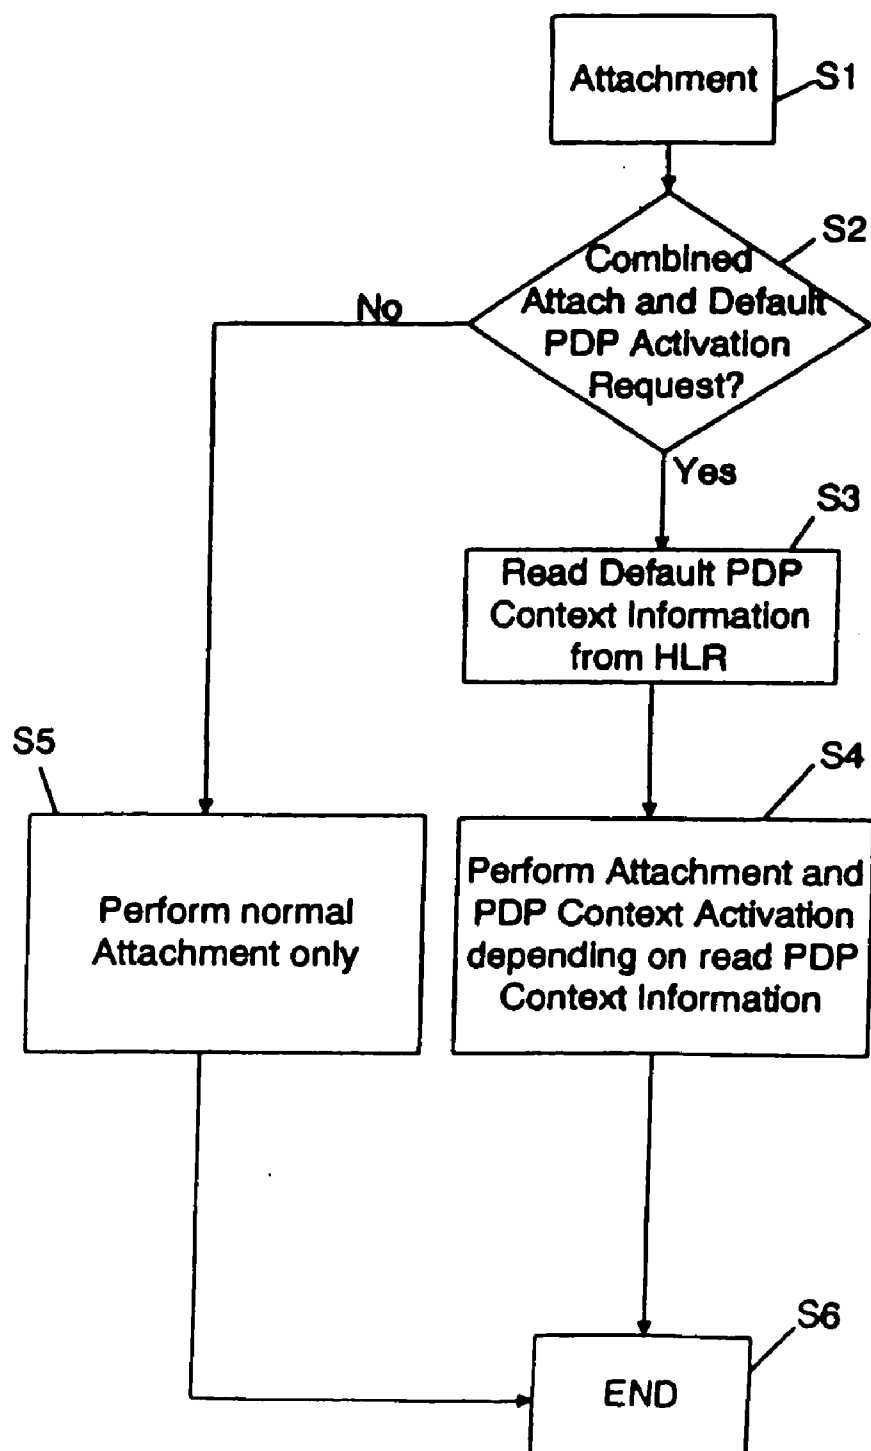 Attachment
S1
S2
Combined
Attach and Default
PDP Activation
Request?
No
Yes
S3
Read Default PDP
Context Information
from HLR
S5
S4
Perform normal
Attachment only
Perform Attachment and
PDP Context Activation
depending on read PDP
Context Information
S6
END